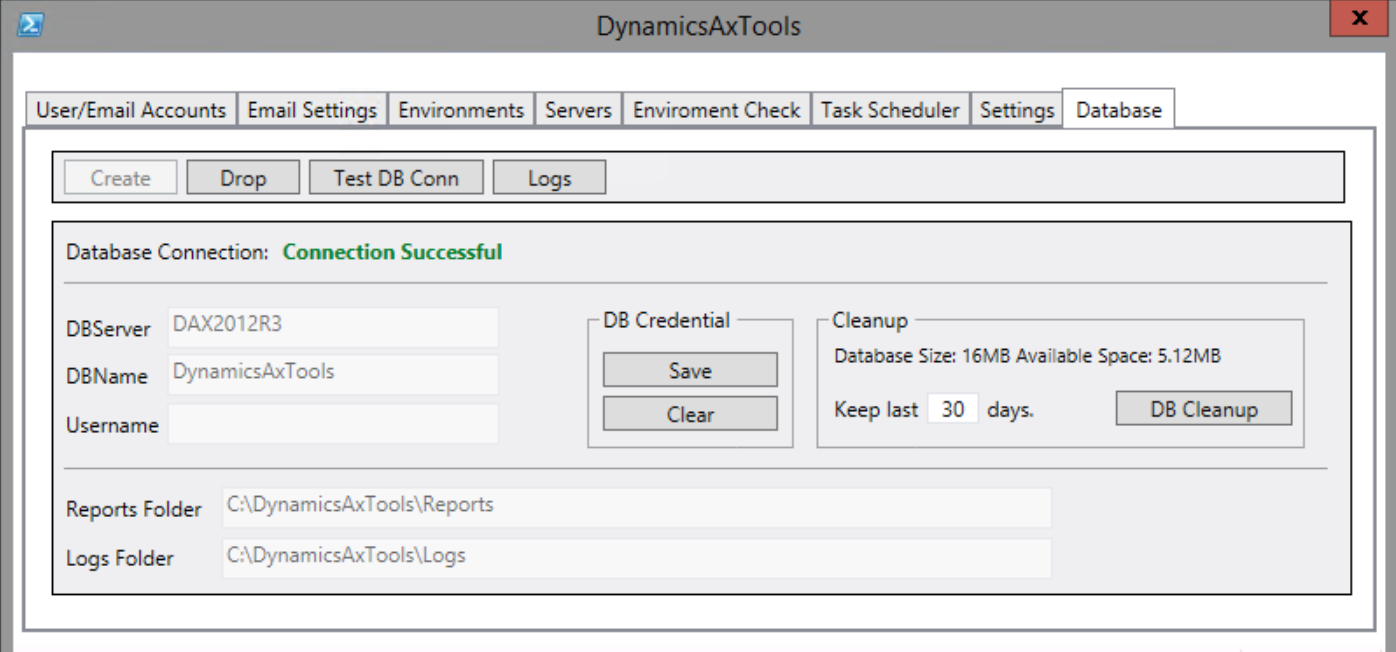 DynamicsAxTools
x
User/Email Accounts Email Settings Environments Servers Enviroment Check Task Scheduler Settings Database
Create Drop Test DB Conn Logs
Database Connection: Connection Successful
DBServer DAX2012R3
DBName DynamicsAxTools
Username
DB Credential
Save
Clear
Cleanup
Database Size: 16MB Available Space: 5.12MB
Keep last 30 days. DB Cleanup
Reports Folder C:\DynamicsAxTools\Reports
Logs Folder C:\DynamicsAxTools\Logs